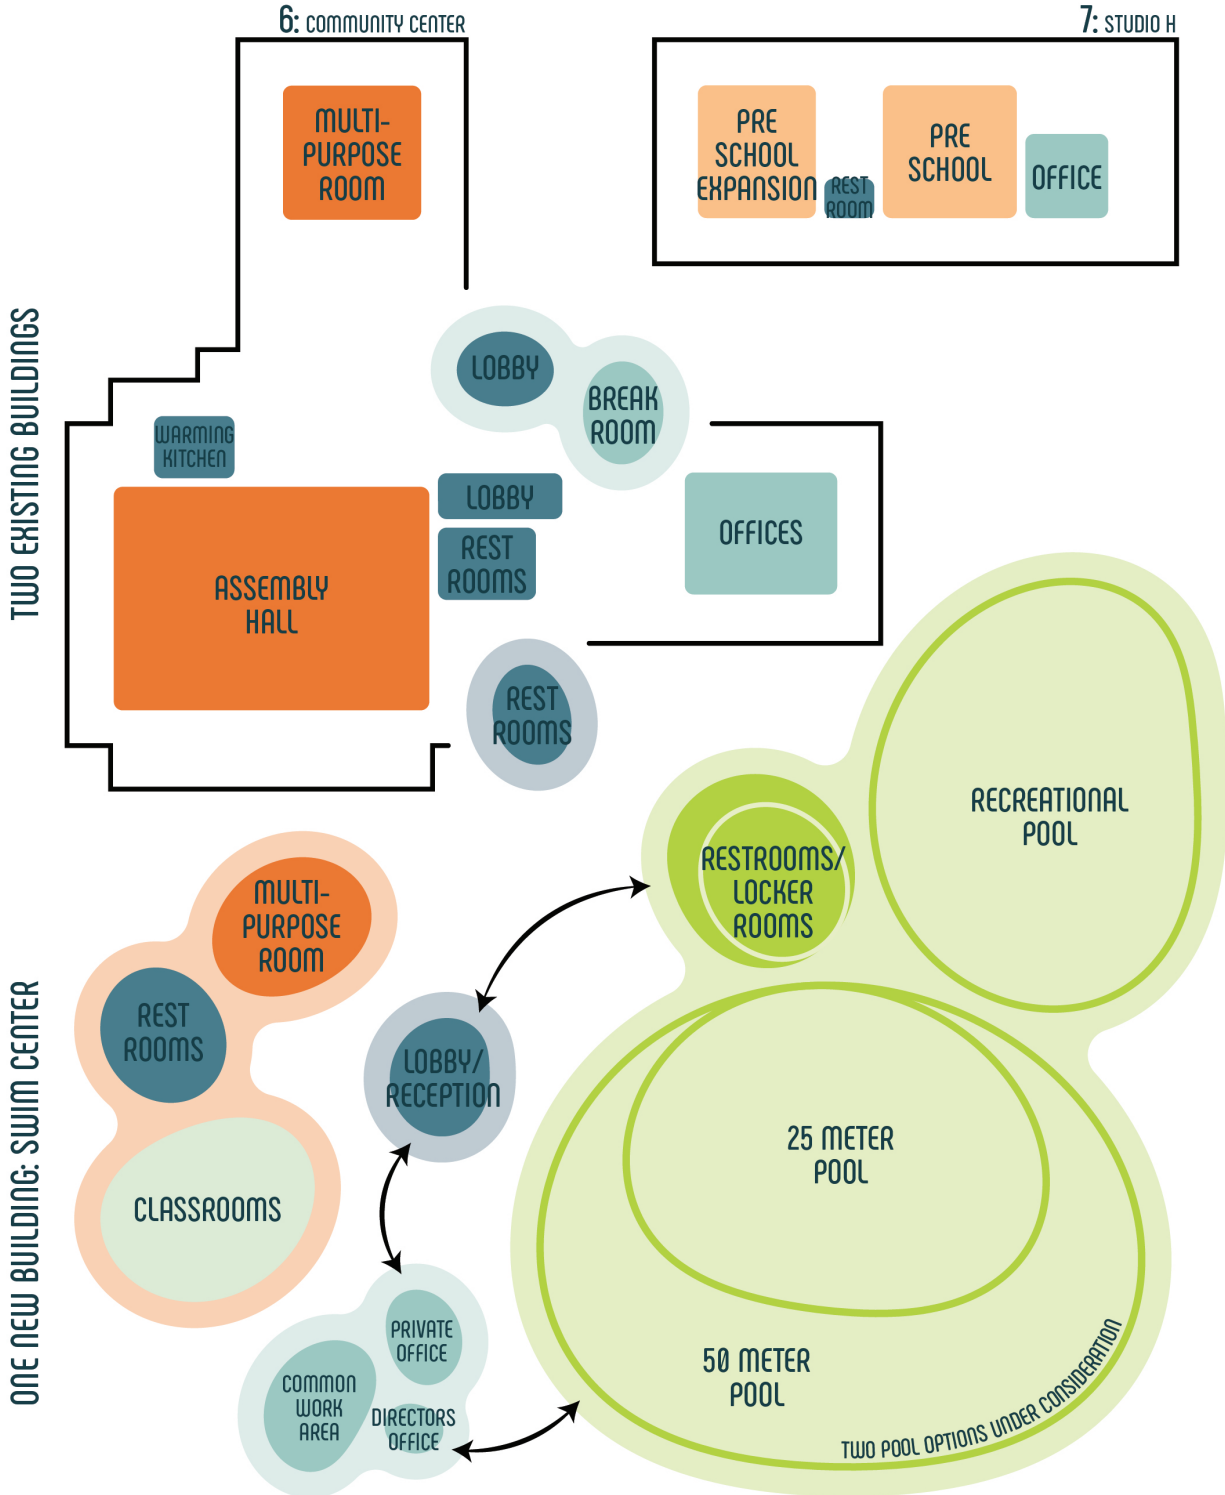 6: COMMUNITY CENTER
7: STUDIO H
MULTI-
PURPOSE
ROOM
PRE
SCHOOL
EXPANSION
REST
ROOM
PRE
SCHOOL
OFFICE
TWO EXISTING BUILDINGS
LOBBY
BREAK
ROOM
WARMING
KITCHEN
LOBBY
REST
ROOMS
OFFICES
ASSEMBLY
HALL
REST
ROOMS
RECREATIONAL
POOL
RESTROOMS/
LOCKER
ROOMS
ONE NEW BUILDING: SWIM CENTER
MULTI-
PURPOSE
ROOM
REST
ROOMS
LOBBY/
RECEPTION
CLASSROOMS
25 METER
POOL
PRIVATE
OFFICE
COMMON
WORK
AREA
DIRECTORS
OFFICE
50 METER
POOL
TWO POOL OPTIONS UNDER CONSIDERATION